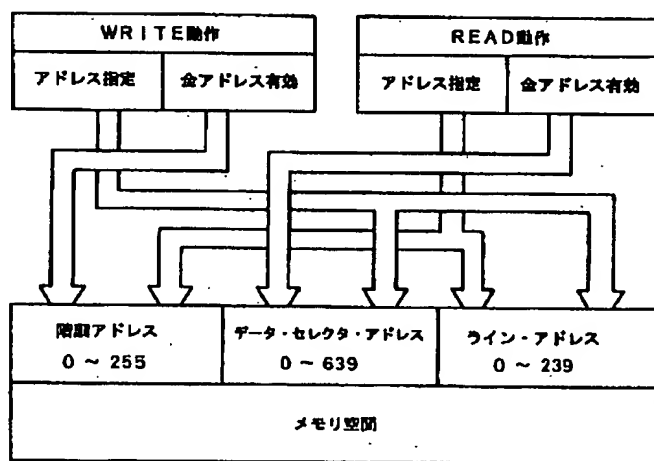 WRITE動作
READ動作
アドレス指定
全アドレス有効
アドレス指定
全アドレス有効
階調アドレス
0 ～ 255
データ・セレクタ・アドレス
0 ～ 639
ライン・アドレス
0 ～ 239
メモリ空間